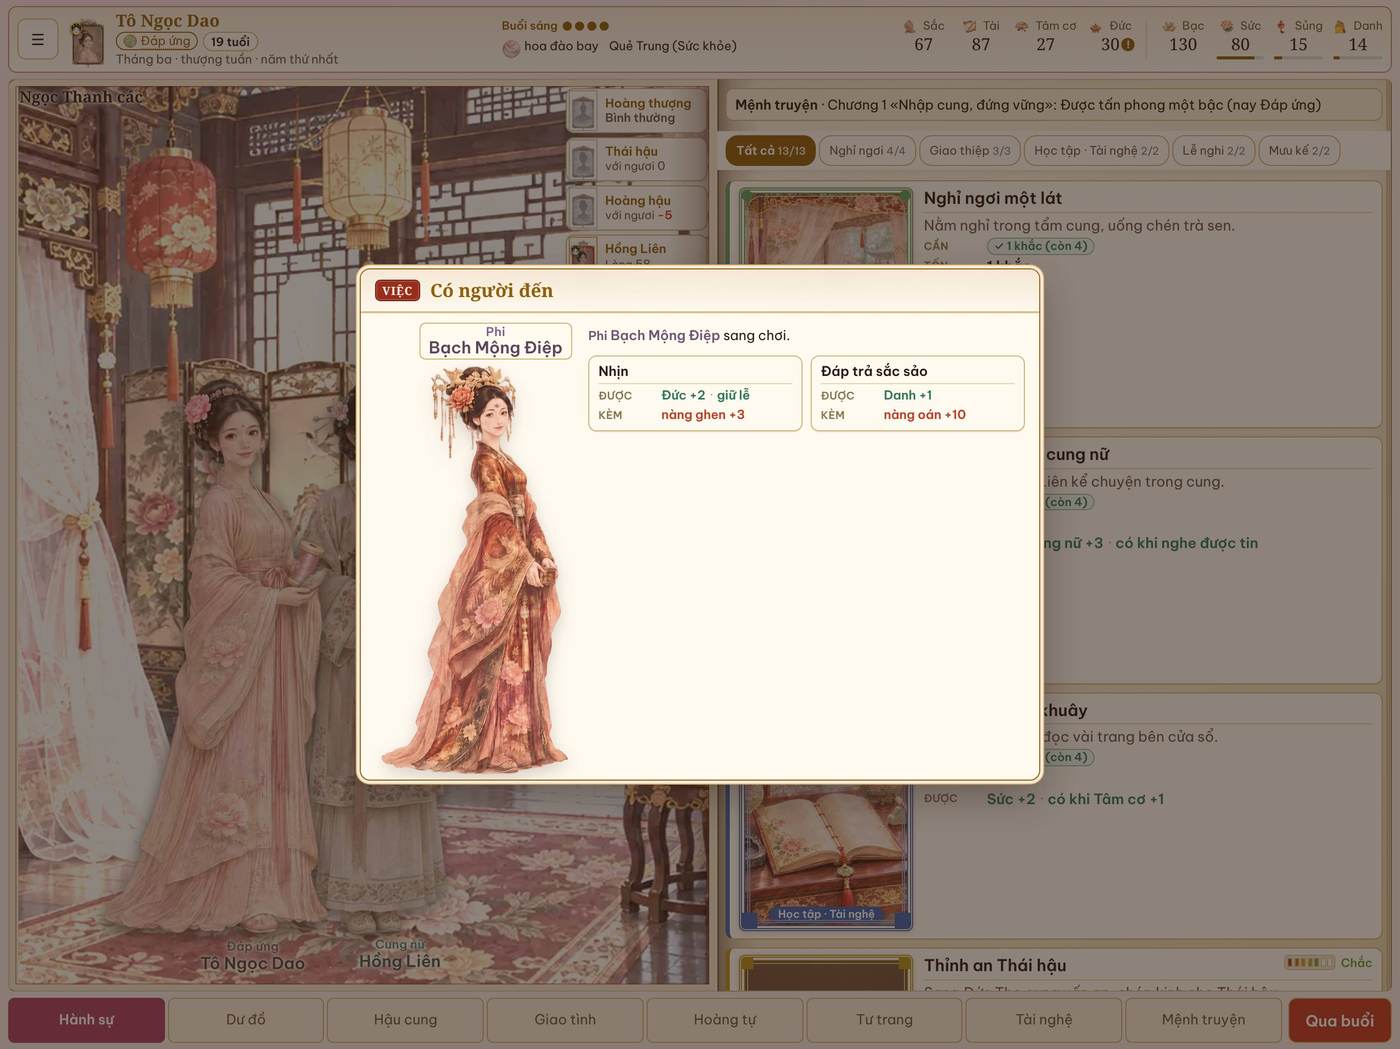 Tô Ngọc Dao
Đáp ứng
19 tuổi
Tháng ba · thượng tuần · năm thứ nhất
Buổi sáng
hoa đào bay Quẻ Trung (Sức khỏe)
Sắc 67
Tài 87
Tâm cơ 27
Đức 30
Bạc 130
Sức 80
Sủng 15
Danh 14
Ngọc Thanh các
Hoàng thượng
Bình thường
Thái hậu
với ngươi 0
Hoàng hậu
với ngươi -5
Hồng Liên
Mệnh truyện · Chương 1 «Nhập cung, đứng vững»: Được tấn phong một bậc (nay Đáp ứng)
Tất cả 13/13
Nghỉ ngơi 4/4
Giao thiệp 3/3
Học tập · Tài nghệ 2/2
Lễ nghi 2/2
Mưu kế 2/2
Nghỉ ngơi một lát
Nằm nghỉ trong tẩm cung, uống chén trà sen.
CẦN ✓ 1 khắc (còn 4)
VIỆC Có người đến
Phi
Bạch Mộng Điệp
Phi Bạch Mộng Điệp sang chơi.
Nhịn
ĐƯỢC Đức +2 · giữ lễ
KÈM nàng ghen +3
Đáp trả sắc sảo
ĐƯỢC Danh +1
KÈM nàng oán +10
cung nữ
Liên kể chuyện trong cung.
(còn 4)
nữ +3 · có khi nghe được tin
khuây
đọc vài trang bên cửa sổ.
(còn 4)
ĐƯỢC Sức +2 · có khi Tâm cơ +1
Học tập · Tài nghệ
Thỉnh an Thái hậu
Chắc
Đáp ứng
Tô Ngọc Dao
Cung nữ
Hồng Liên
Hành sự
Dư đồ
Hậu cung
Giao tình
Hoàng tự
Tư trang
Tài nghệ
Mệnh truyện
Qua buổi